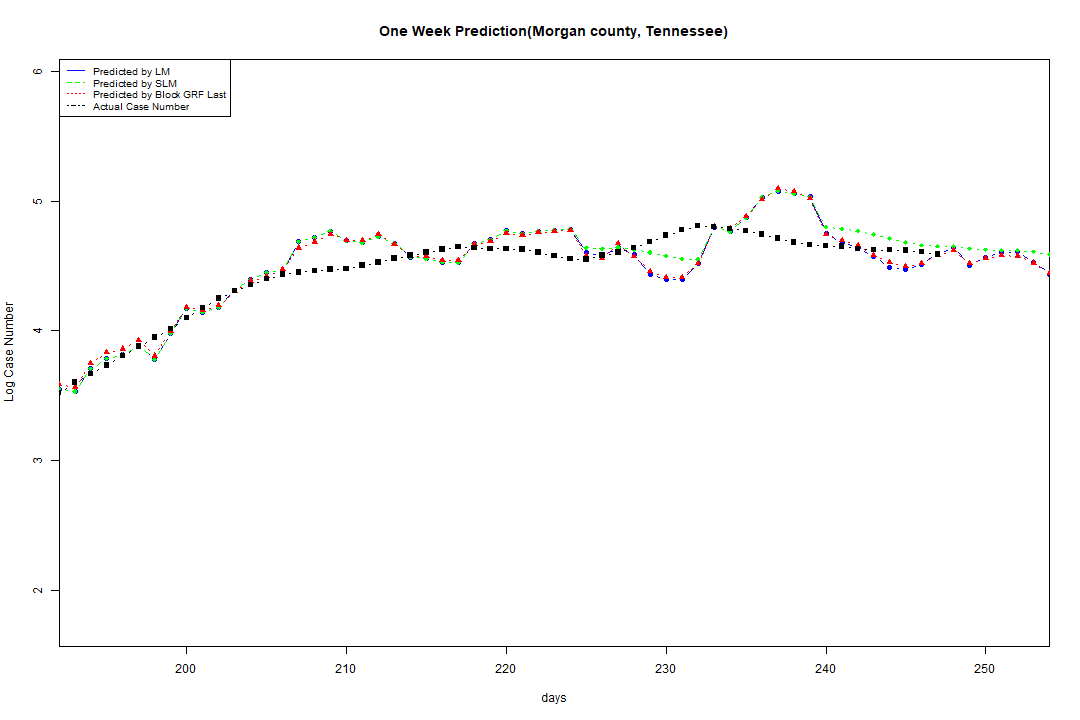 One Week Prediction(Morgan county, Tennessee)
Predicted by LM
Predicted by SLM
Predicted by Block GRF Last
Actual Case Number
6
5
4
3
2
Log Case Number
200 210 220 230 240 250
days